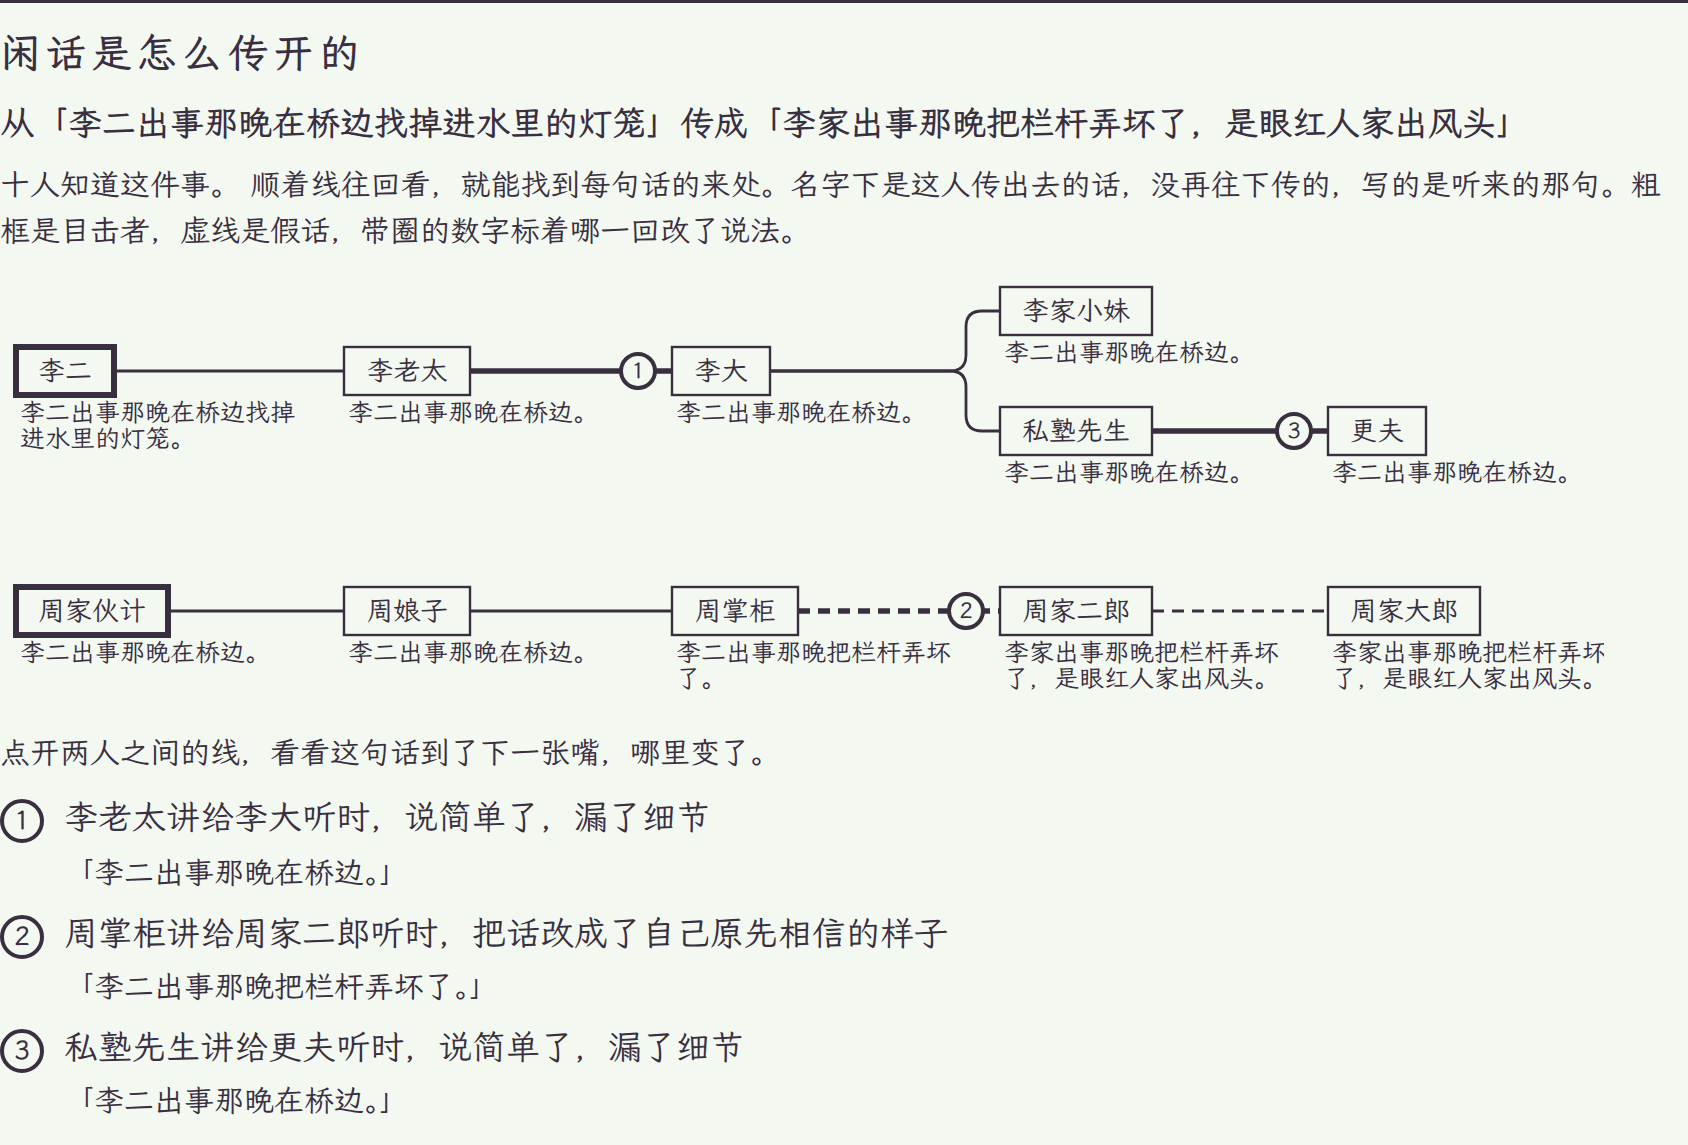 闲话是怎么传开的
从「李二出事那晚在桥边找掉进水里的灯笼」传成「李家出事那晚把栏杆弄坏了，是眼红人家出风头」
十人知道这件事。 顺着线往回看，就能找到每句话的来处。名字下是这人传出去的话，没再往下传的，写的是听来的那句。粗
框是目击者，虚线是假话，带圈的数字标着哪一回改了说法。
李家小妹
李二出事那晚在桥边。
李二
李二出事那晚在桥边找掉
进水里的灯笼。
李老太
李二出事那晚在桥边。
1
李大
李二出事那晚在桥边。
私塾先生
李二出事那晚在桥边。
3
更夫
李二出事那晚在桥边。
周家伙计
李二出事那晚在桥边。
周娘子
李二出事那晚在桥边。
周掌柜
李二出事那晚把栏杆弄坏
了。
2
周家二郎
李家出事那晚把栏杆弄坏
了，是眼红人家出风头。
周家大郎
李家出事那晚把栏杆弄坏
了，是眼红人家出风头。
点开两人之间的线，看看这句话到了下一张嘴，哪里变了。
1 李老太讲给李大听时，说简单了，漏了细节
「李二出事那晚在桥边。」
2 周掌柜讲给周家二郎听时，把话改成了自己原先相信的样子
「李二出事那晚把栏杆弄坏了。」
3 私塾先生讲给更夫听时，说简单了，漏了细节
「李二出事那晚在桥边。」